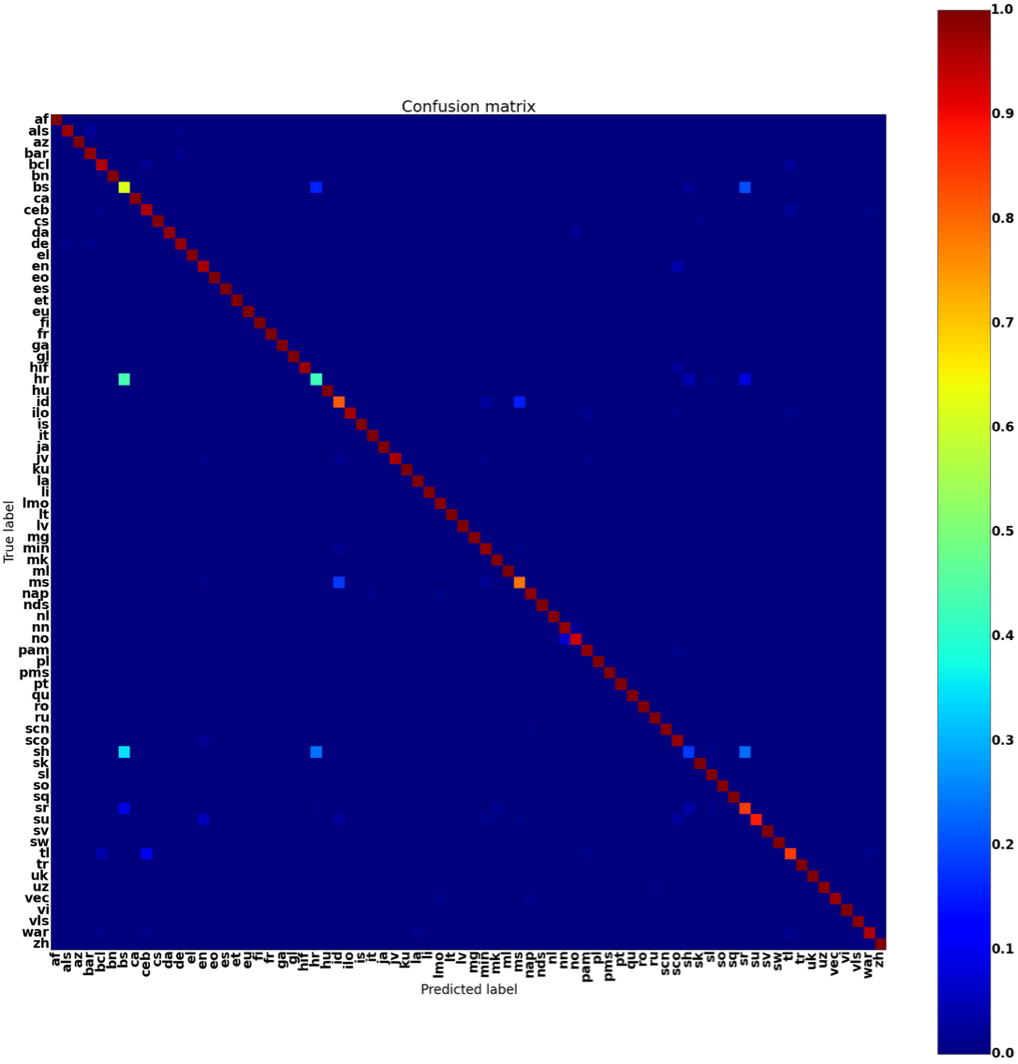 Confusion matrix
True label
af
als
az
bar
bcl
bn
bs
ca
ceb
cs
da
de
el
en
eo
es
et
eu
fi
fr
ga
gl
hif
hr
hu
id
ilo
is
it
ja
jv
ku
la
li
lmo
lt
lv
mg
min
mk
ml
ms
nap
nds
nl
nn
no
pam
pl
pms
pt
qu
ro
ru
scn
sco
sh
sk
sl
so
sq
sr
su
sv
sw
tl
tr
uk
uz
vec
vi
vls
war
zh
af als az bar bcl bn bs ca ceb cs da de el en eo es et eu fi fr ga gl hif hr hu id ilo is it ja jv ku la li lmo lt lv mg min mk ml ms nap nds nl nn no pam pl pms pt qu ro ru scn sco sh sk sl so sq sr su sv sw tl tr uk uz vec vi vls war zh
Predicted label
1.0
0.9
0.8
0.7
0.6
0.5
0.4
0.3
0.2
0.1
0.0